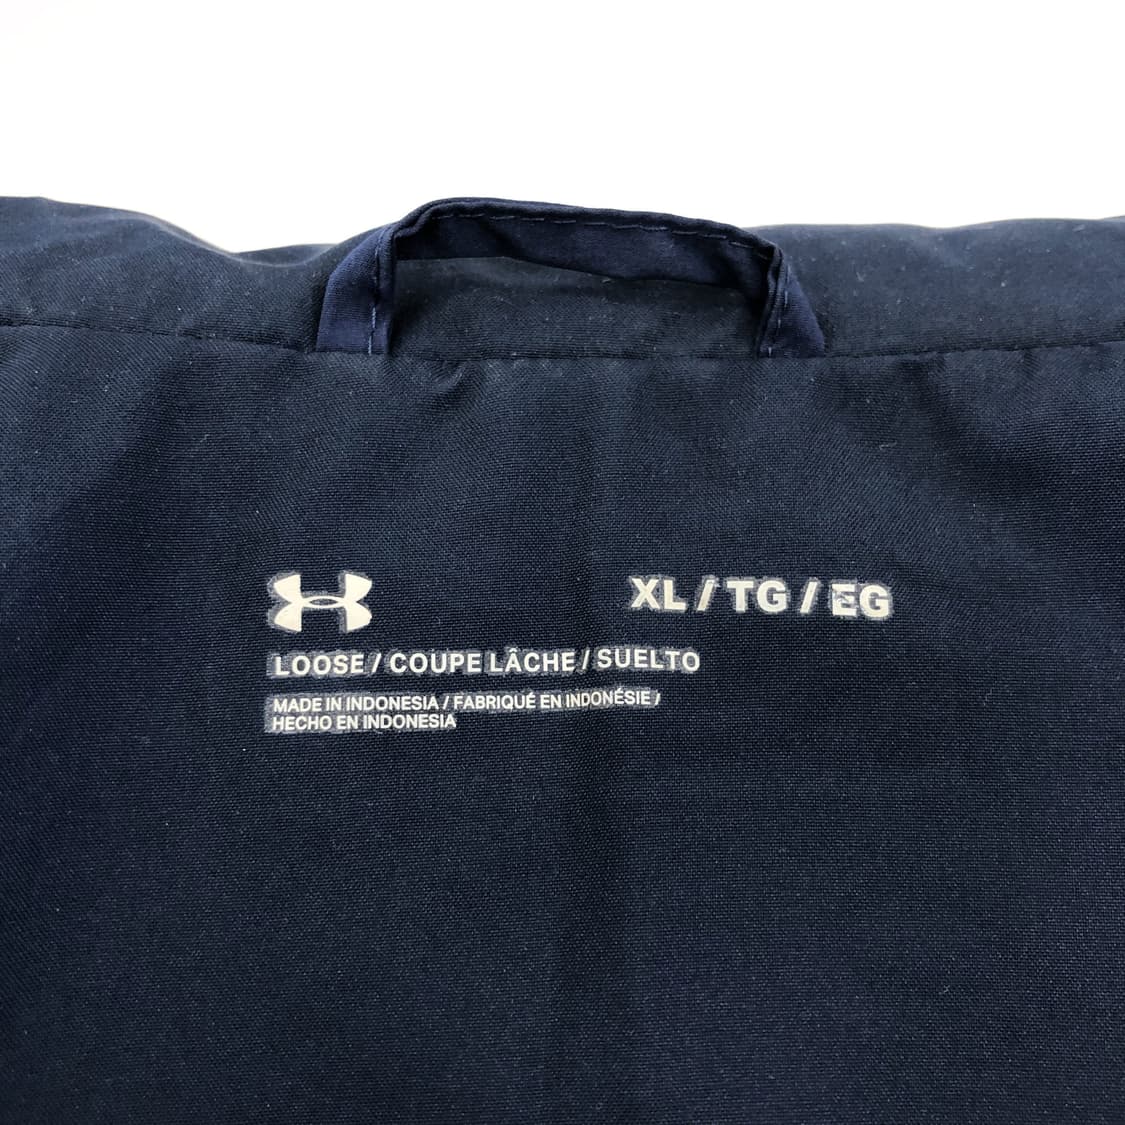 XL / TG / EG
LOOSE / COUPE LÂCHE / SUELTO
MADE IN INDONESIA / FABRIQUÉ EN INDONÉSIE /
HECHO EN INDONESIA